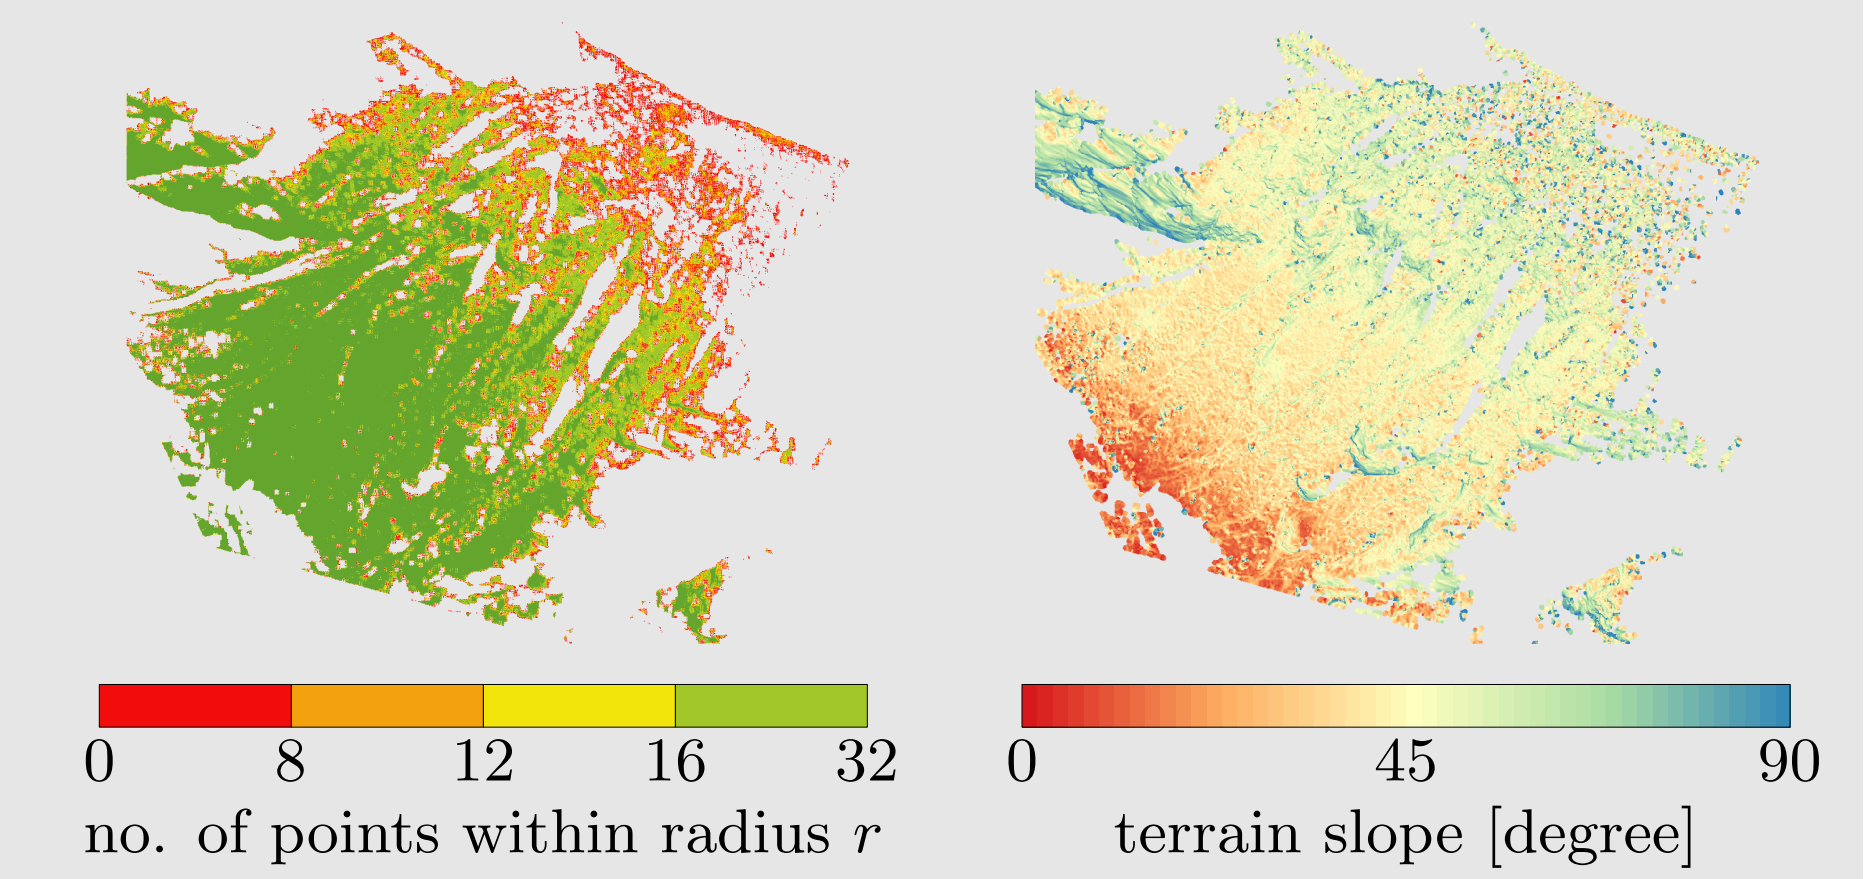 0 8 12 16 32
no. of points within radius r
0 45 90
terrain slope [degree]